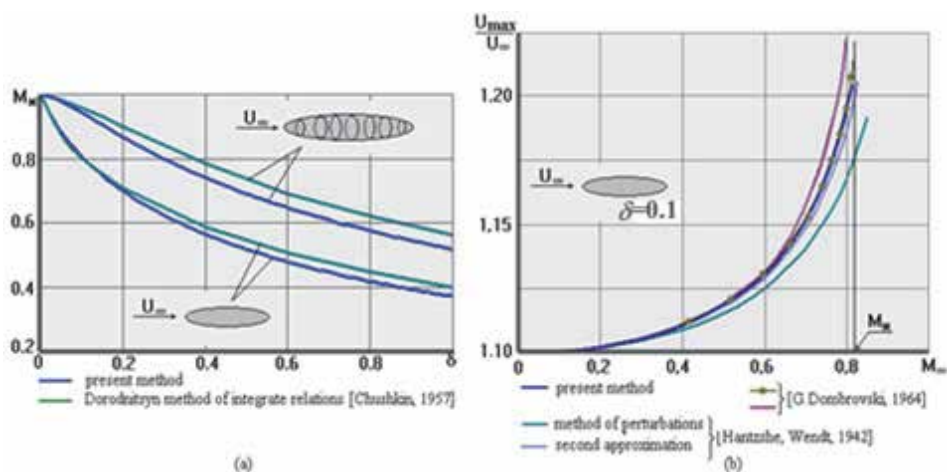 M*
0.8
0.6
0.4
0.2
U∞
U∞
0 0.2 0.4 0.6 0.8 δ
present method
Dorodnitsyn method of integrate relations [Chushkin, 1957]
(a)
Umax
U∞
1.20
1.15
1.10
U∞
δ=0.1
M*
0 0.2 0.4 0.6 0.8 M∞
present method
[G.Dombrovski, 1964]
method of perturbations
second approximation
[Hantzshe, Wendt, 1942]
(b)